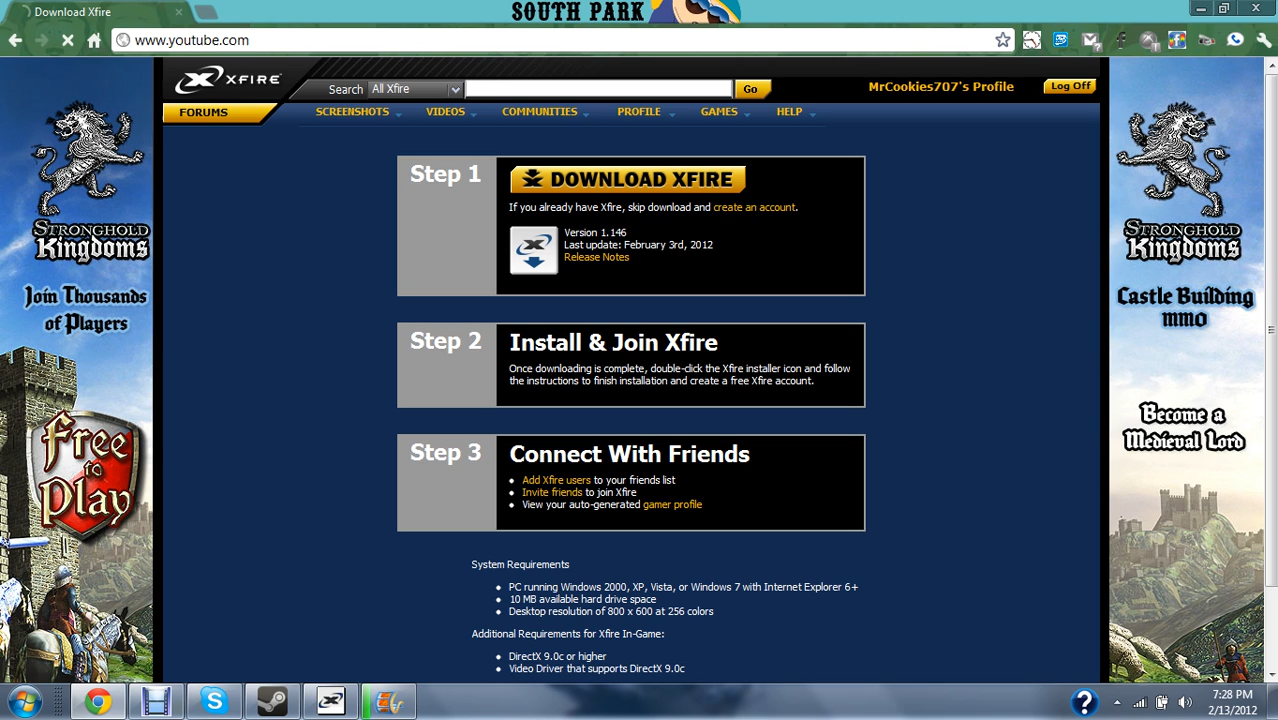 Download Xfire
SOUTH PARK
www.youtube.com
XFIRE
Search
All Xfire
Go
MrCookies707's Profile
Log Off
FORUMS
SCREENSHOTS
VIDEOS
COMMUNITIES
PROFILE
GAMES
HELP
Step 1
DOWNLOAD XFIRE
If you already have Xfire, skip download and create an account.
Version 1.146
Last update: February 3rd, 2012
Release Notes
Step 2
Install & Join Xfire
Once downloading is complete, double-click the Xfire installer icon and follow
the instructions to finish installation and create a free Xfire account.
Step 3
Connect With Friends
Add Xfire users to your friends list
Invite friends to join Xfire
View your auto-generated gamer profile
System Requirements
PC running Windows 2000, XP, Vista, or Windows 7 with Internet Explorer 6+
10 MB available hard drive space
Desktop resolution of 800 x 600 at 256 colors
Additional Requirements for Xfire In-Game:
DirectX 9.0c or higher
Video Driver that supports DirectX 9.0c
STRONGHOLD
Kingdoms
Join Thousands
of Players
Free
to
Play
STRONGHOLD
Kingdoms
Castle Building
MMO
Become a
Medieval Lord
7:28 PM
2/13/2012